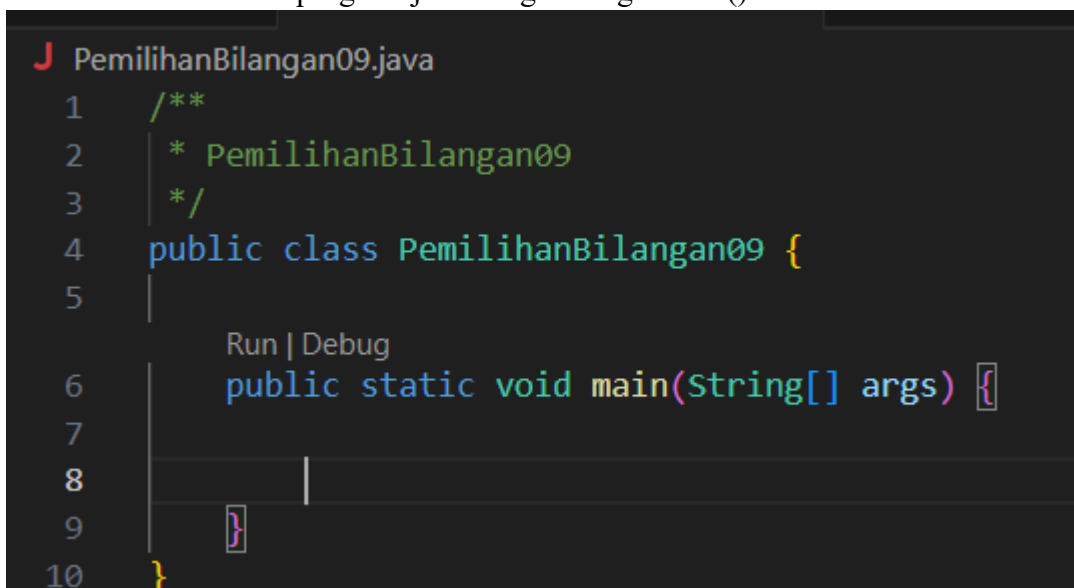 J PemilihanBilangan09.java
1 /**
2 * PemilihanBilangan09
3 */
4 public class PemilihanBilangan09 {
5
Run | Debug
6 public static void main(String[] args) {
7
8
9 }
10 }